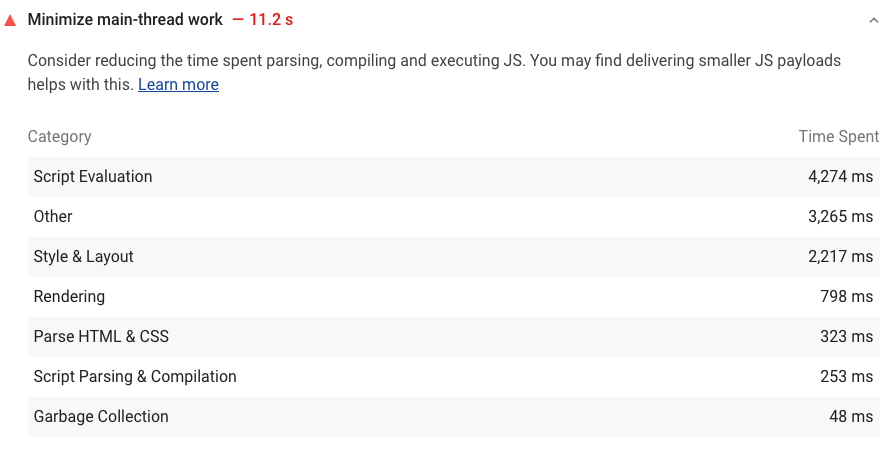 Minimize main-thread work — 11.2 s
Consider reducing the time spent parsing, compiling and executing JS. You may find delivering smaller JS payloads
helps with this. Learn more
Category Time Spent
Script Evaluation 4,274 ms
Other 3,265 ms
Style & Layout 2,217 ms
Rendering 798 ms
Parse HTML & CSS 323 ms
Script Parsing & Compilation 253 ms
Garbage Collection 48 ms